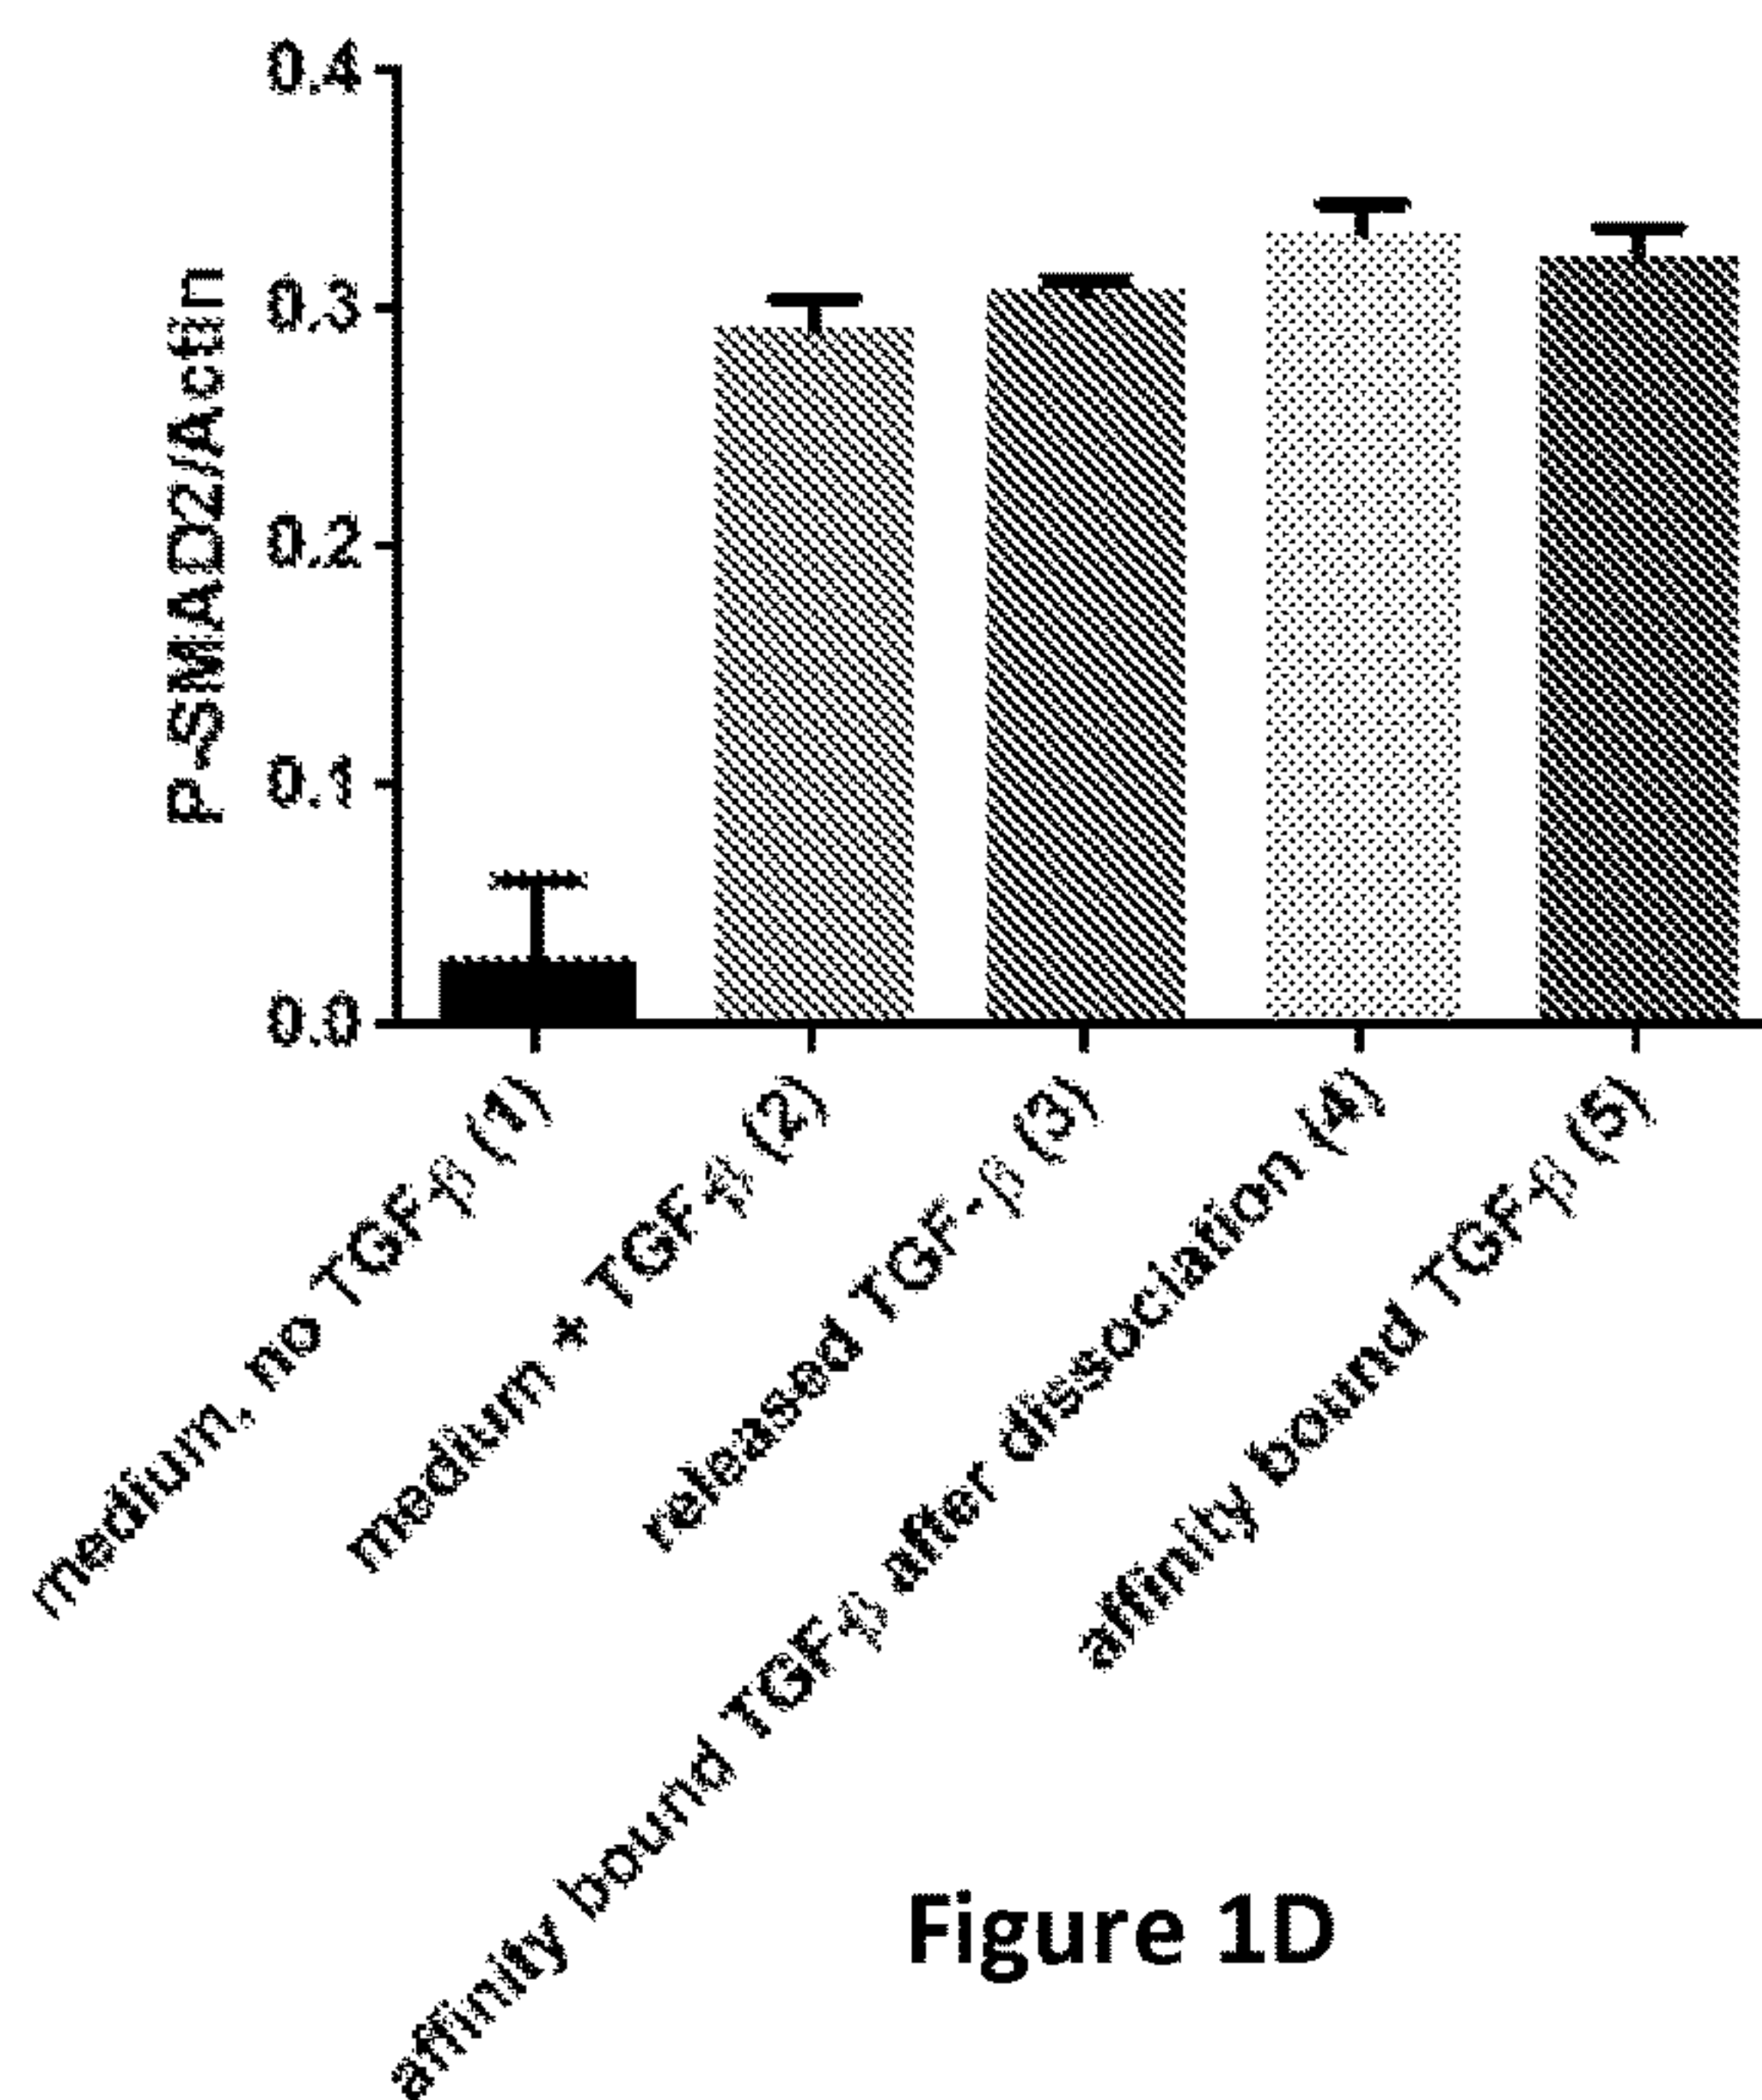 P-SMAD2/Actin
0.4
0.3
0.2
0.1
0.0
medium, no TGF-β (1)
medium + TGF-β (2)
released TGF-β (3)
affinity bound TGF-β after dissociation (4)
affinity bound TGF-β (5)
Figure 1D